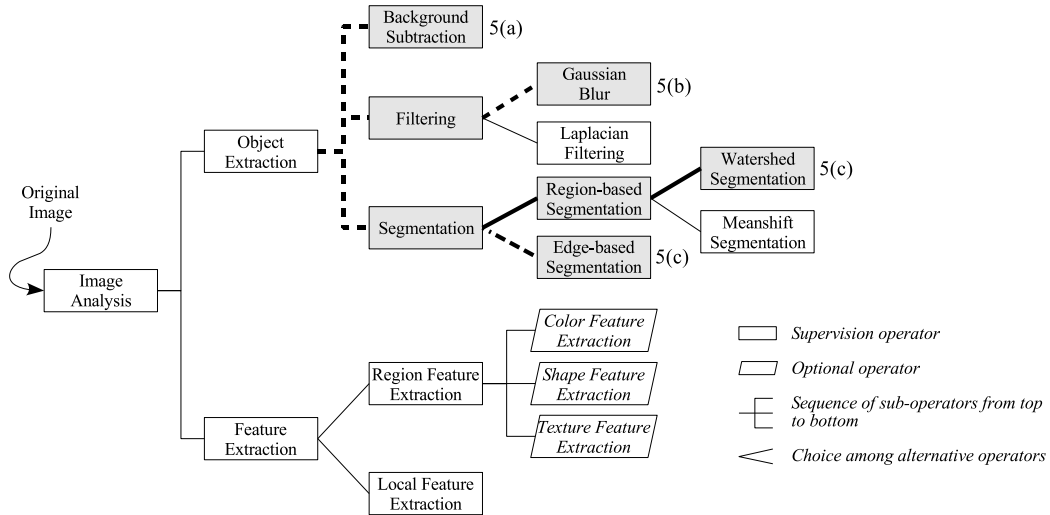 Background
Subtraction
5(a)
Gaussian
Blur
5(b)
Filtering
Laplacian
Filtering
Object
Extraction
Watershed
Segmentation
5(c)
Region-based
Segmentation
Original
Image
Segmentation
Meanshift
Segmentation
Edge-based
Segmentation
5(c)
Image
Analysis
Color Feature
Extraction
Supervision operator
Region Feature
Extraction
Shape Feature
Extraction
Optional operator
Sequence of sub-operators from top
to bottom
Feature
Extraction
Texture Feature
Extraction
Choice among alternative operators
Local Feature
Extraction